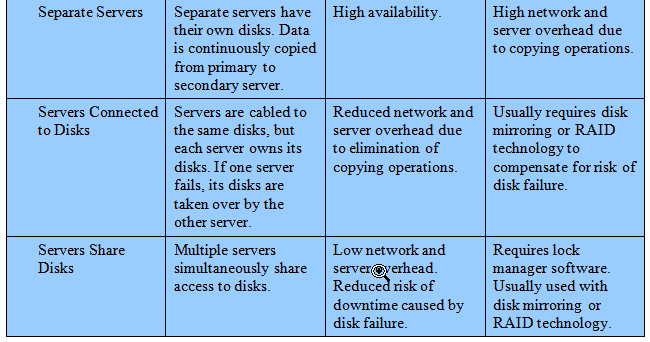 Separate Servers
Separate servers have
their own disks. Data
is continuously copied
from primary to
secondary server.
High availability.
High network and
server overhead due
to copying operations.
Servers Connected
to Disks
Servers are cabled to
the same disks, but
each server owns its
disks. If one server
fails, its disks are
taken over by the
other server.
Reduced network and
server overhead due
to elimination of
copying operations.
Usually requires disk
mirroring or RAID
technology to
compensate for risk of
disk failure.
Servers Share
Disks
Multiple servers
simultaneously share
access to disks.
Low network and
server overhead.
Reduced risk of
downtime caused by
disk failure.
Requires lock
manager software.
Usually used with
disk mirroring or
RAID technology.